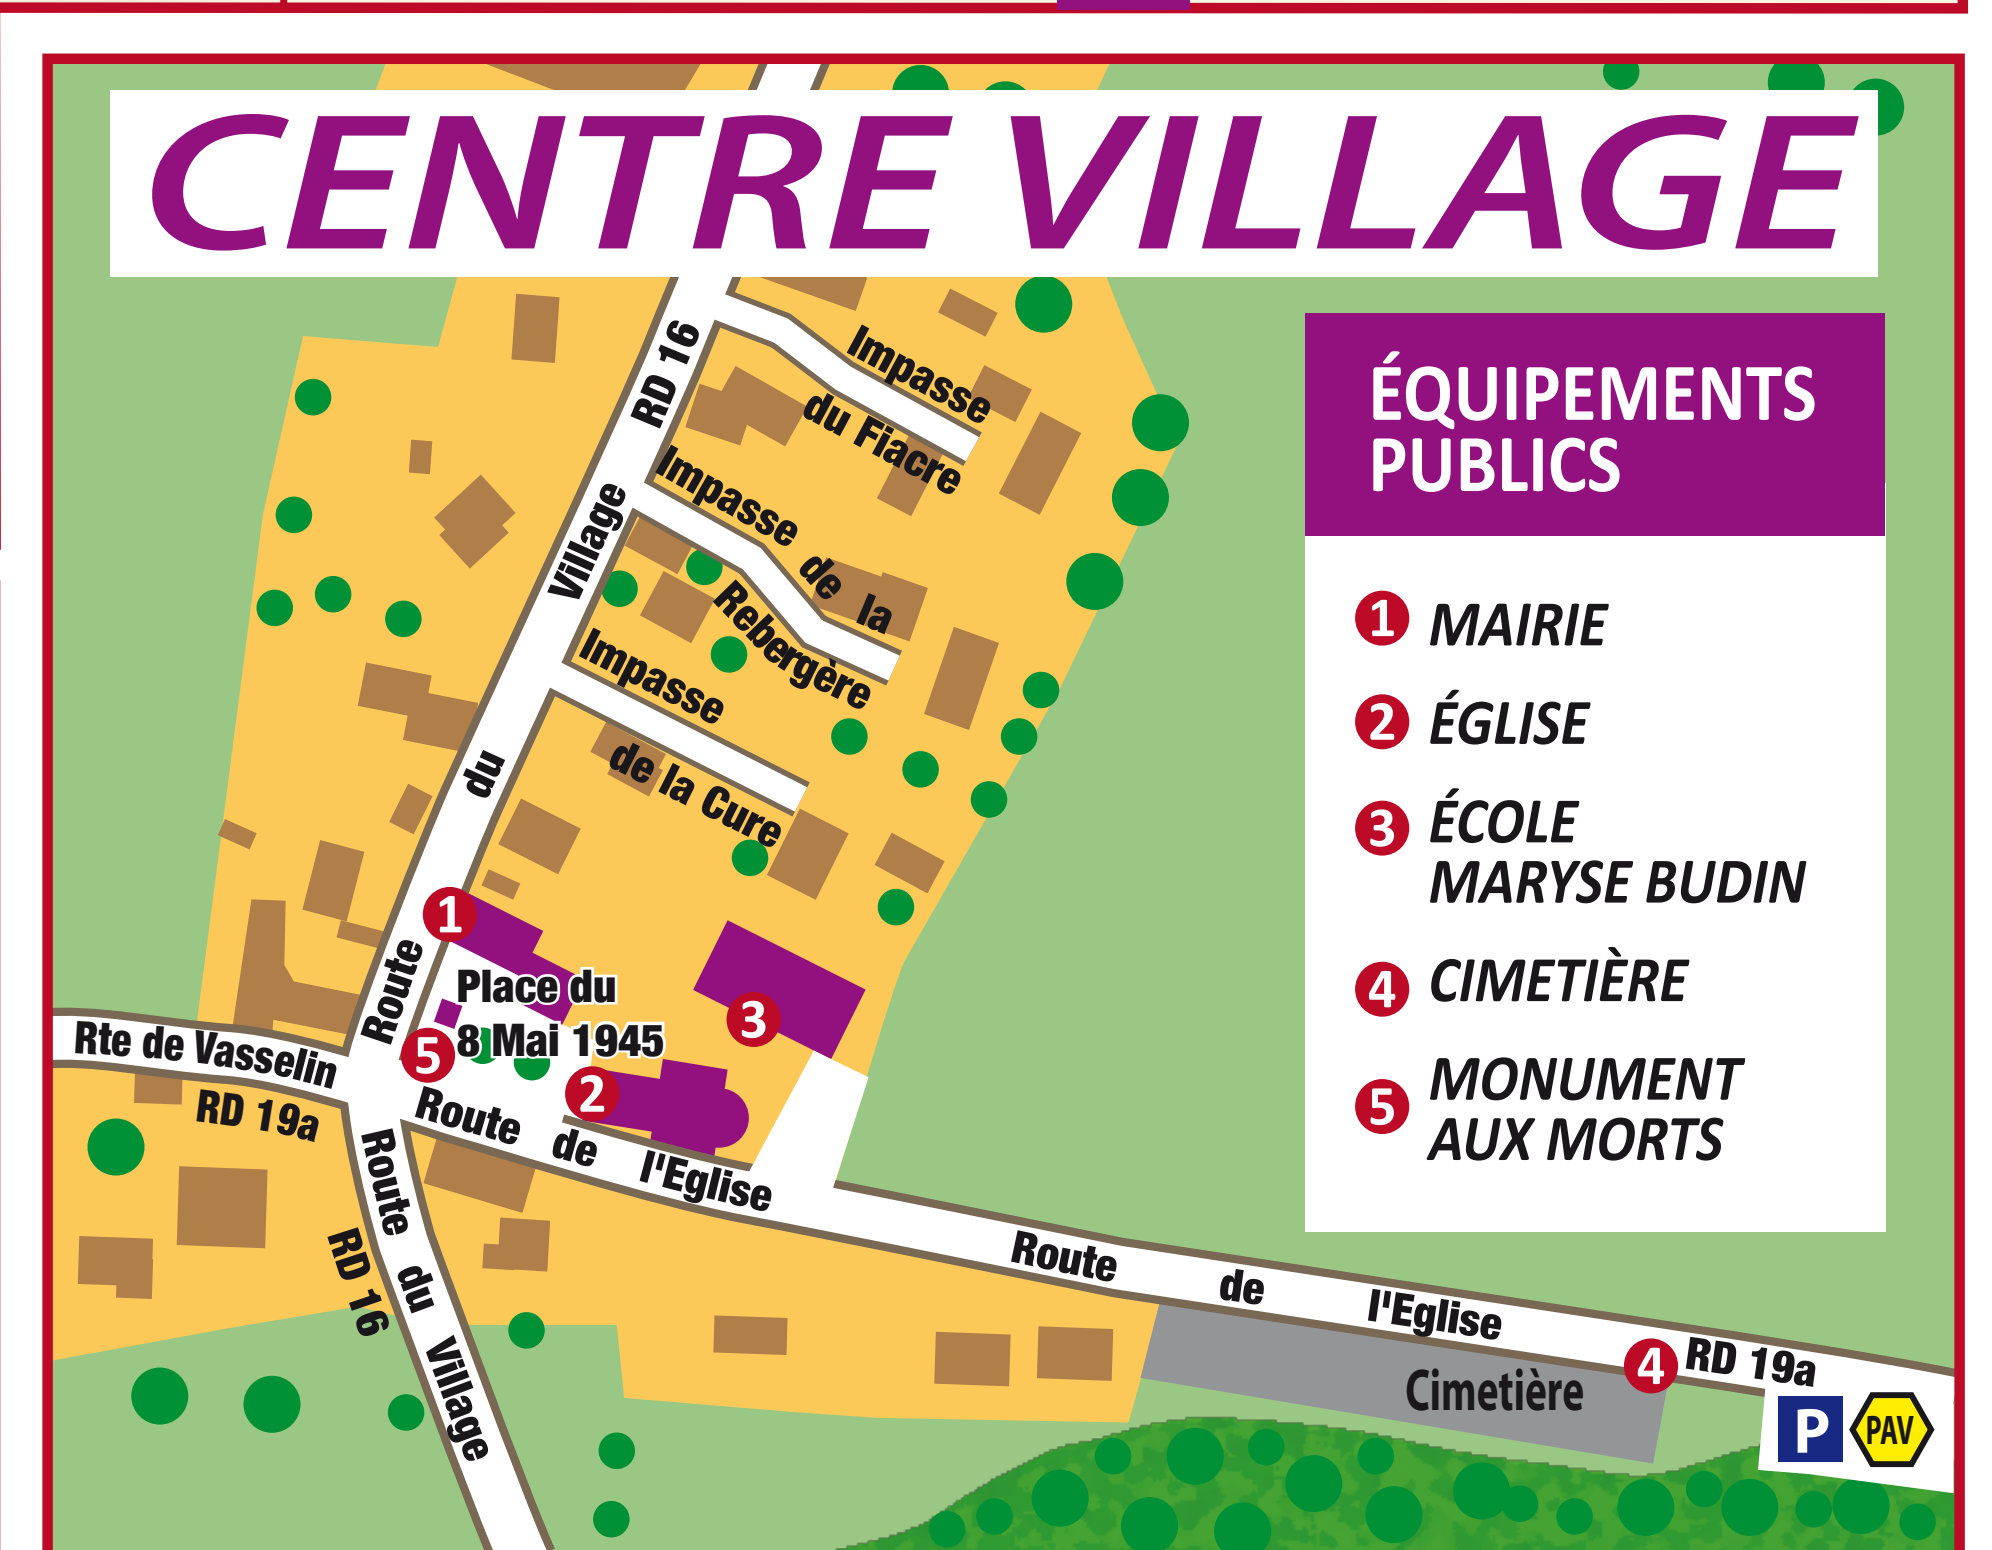 CENTRE VILLAGE
ÉQUIPEMENTS
PUBLICS
1 MAIRIE
2 ÉGLISE
3 ÉCOLE
MARYSE BUDIN
4 CIMETIÈRE
5 MONUMENT
AUX MORTS
RD 16
Impasse
du Fiacre
Impasse de la
Rebergère
Impasse
de la Cure
Route du Village
1
Place du
8 Mai 1945
3
5
2
Rte de Vasselin
RD 19a
Route de l'Eglise
Route du Village
RD 16
Route de l'Eglise
4
RD 19a
Cimetière
P
PAV